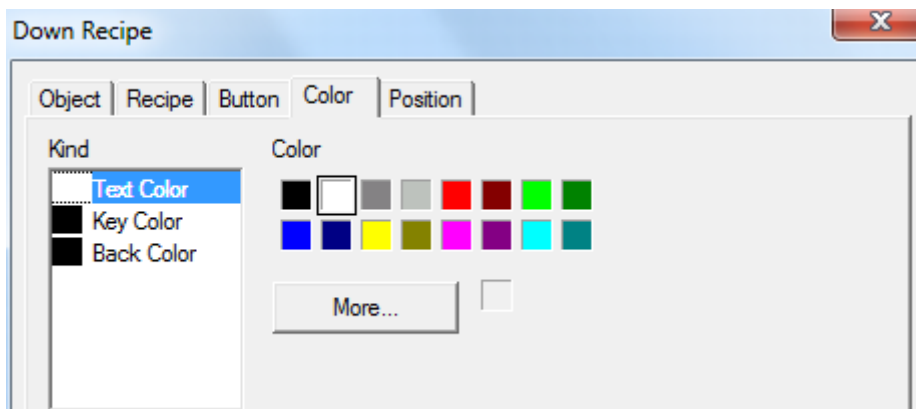 Down Recipe
Object Recipe Button Color Position
Kind Color
Text Color
Key Color
Back Color
More...